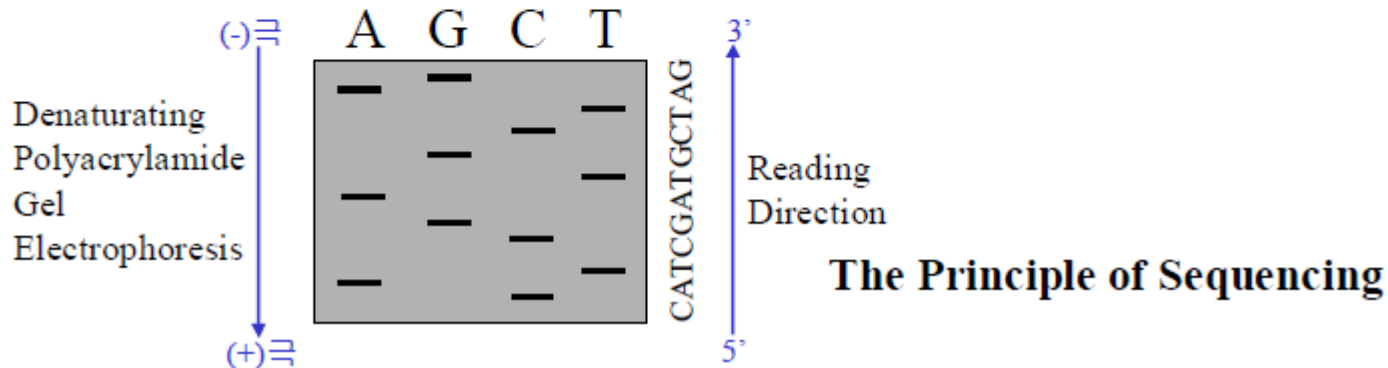 (-)극
A G C T
3’
Denaturating
Polyacrylamide
Gel
Electrophoresis
CATCGATGCTAG
Reading
Direction
The Principle of Sequencing
(+)극
5’